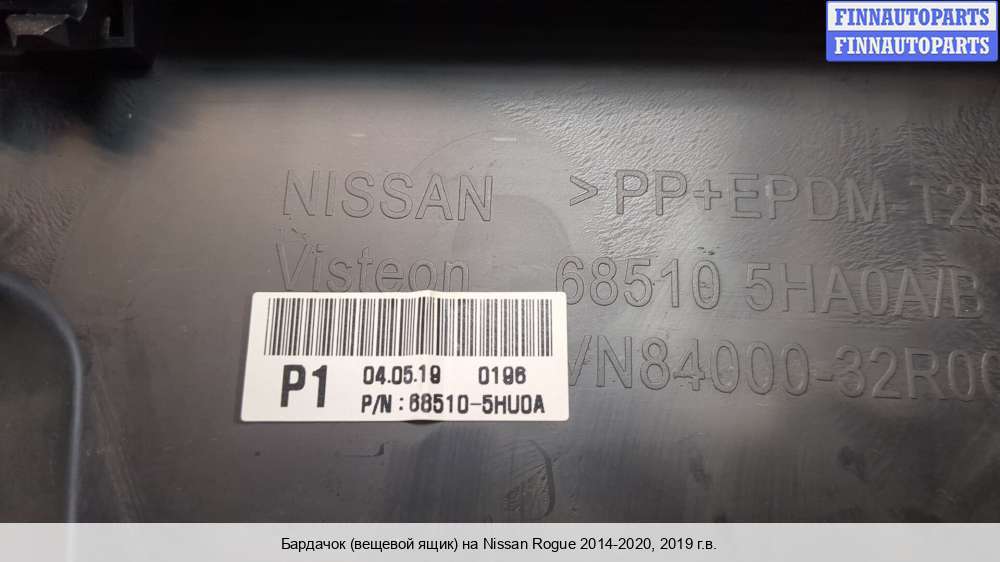 FINNAUTOPARTS
FINNAUTOPARTS
NISSAN >PP+EPDM-T25
Visteon 68510 5HA0A/B
VN84000-32R0
P1 04.05.19 0196
P/N : 68510-5HU0A
Бардачок (вещевой ящик) на Nissan Rogue 2014-2020, 2019 г.в.